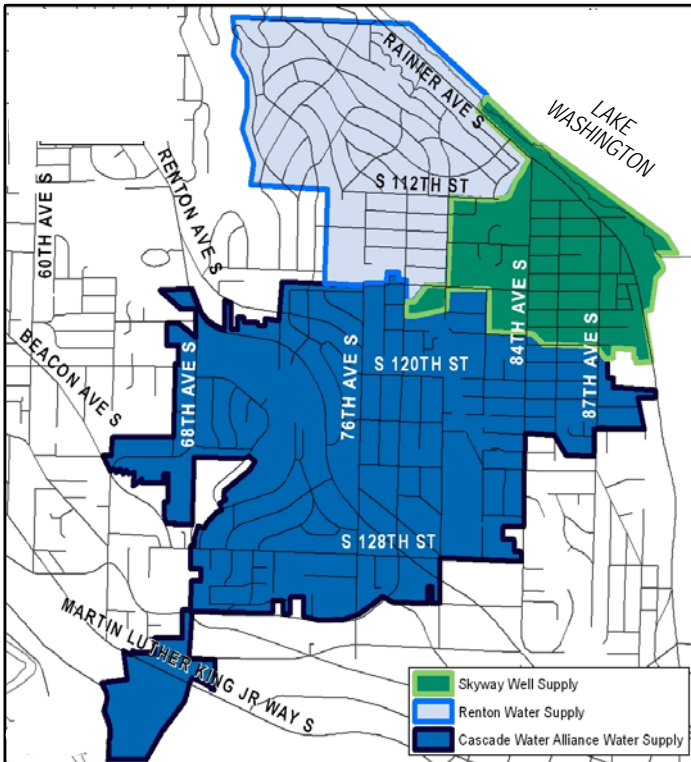 RAINIER AVE S
LAKE
WASHINGTON
RENTON AVE S
S 112TH ST
60TH AVE S
BEACON AVE S
68TH AVE S
76TH AVE S
S 120TH ST
84TH AVE S
87TH AVE S
S 128TH ST
MARTIN LUTHER KING JR WAY S
Skyway Well Supply
Renton Water Supply
Cascade Water Alliance Water Supply